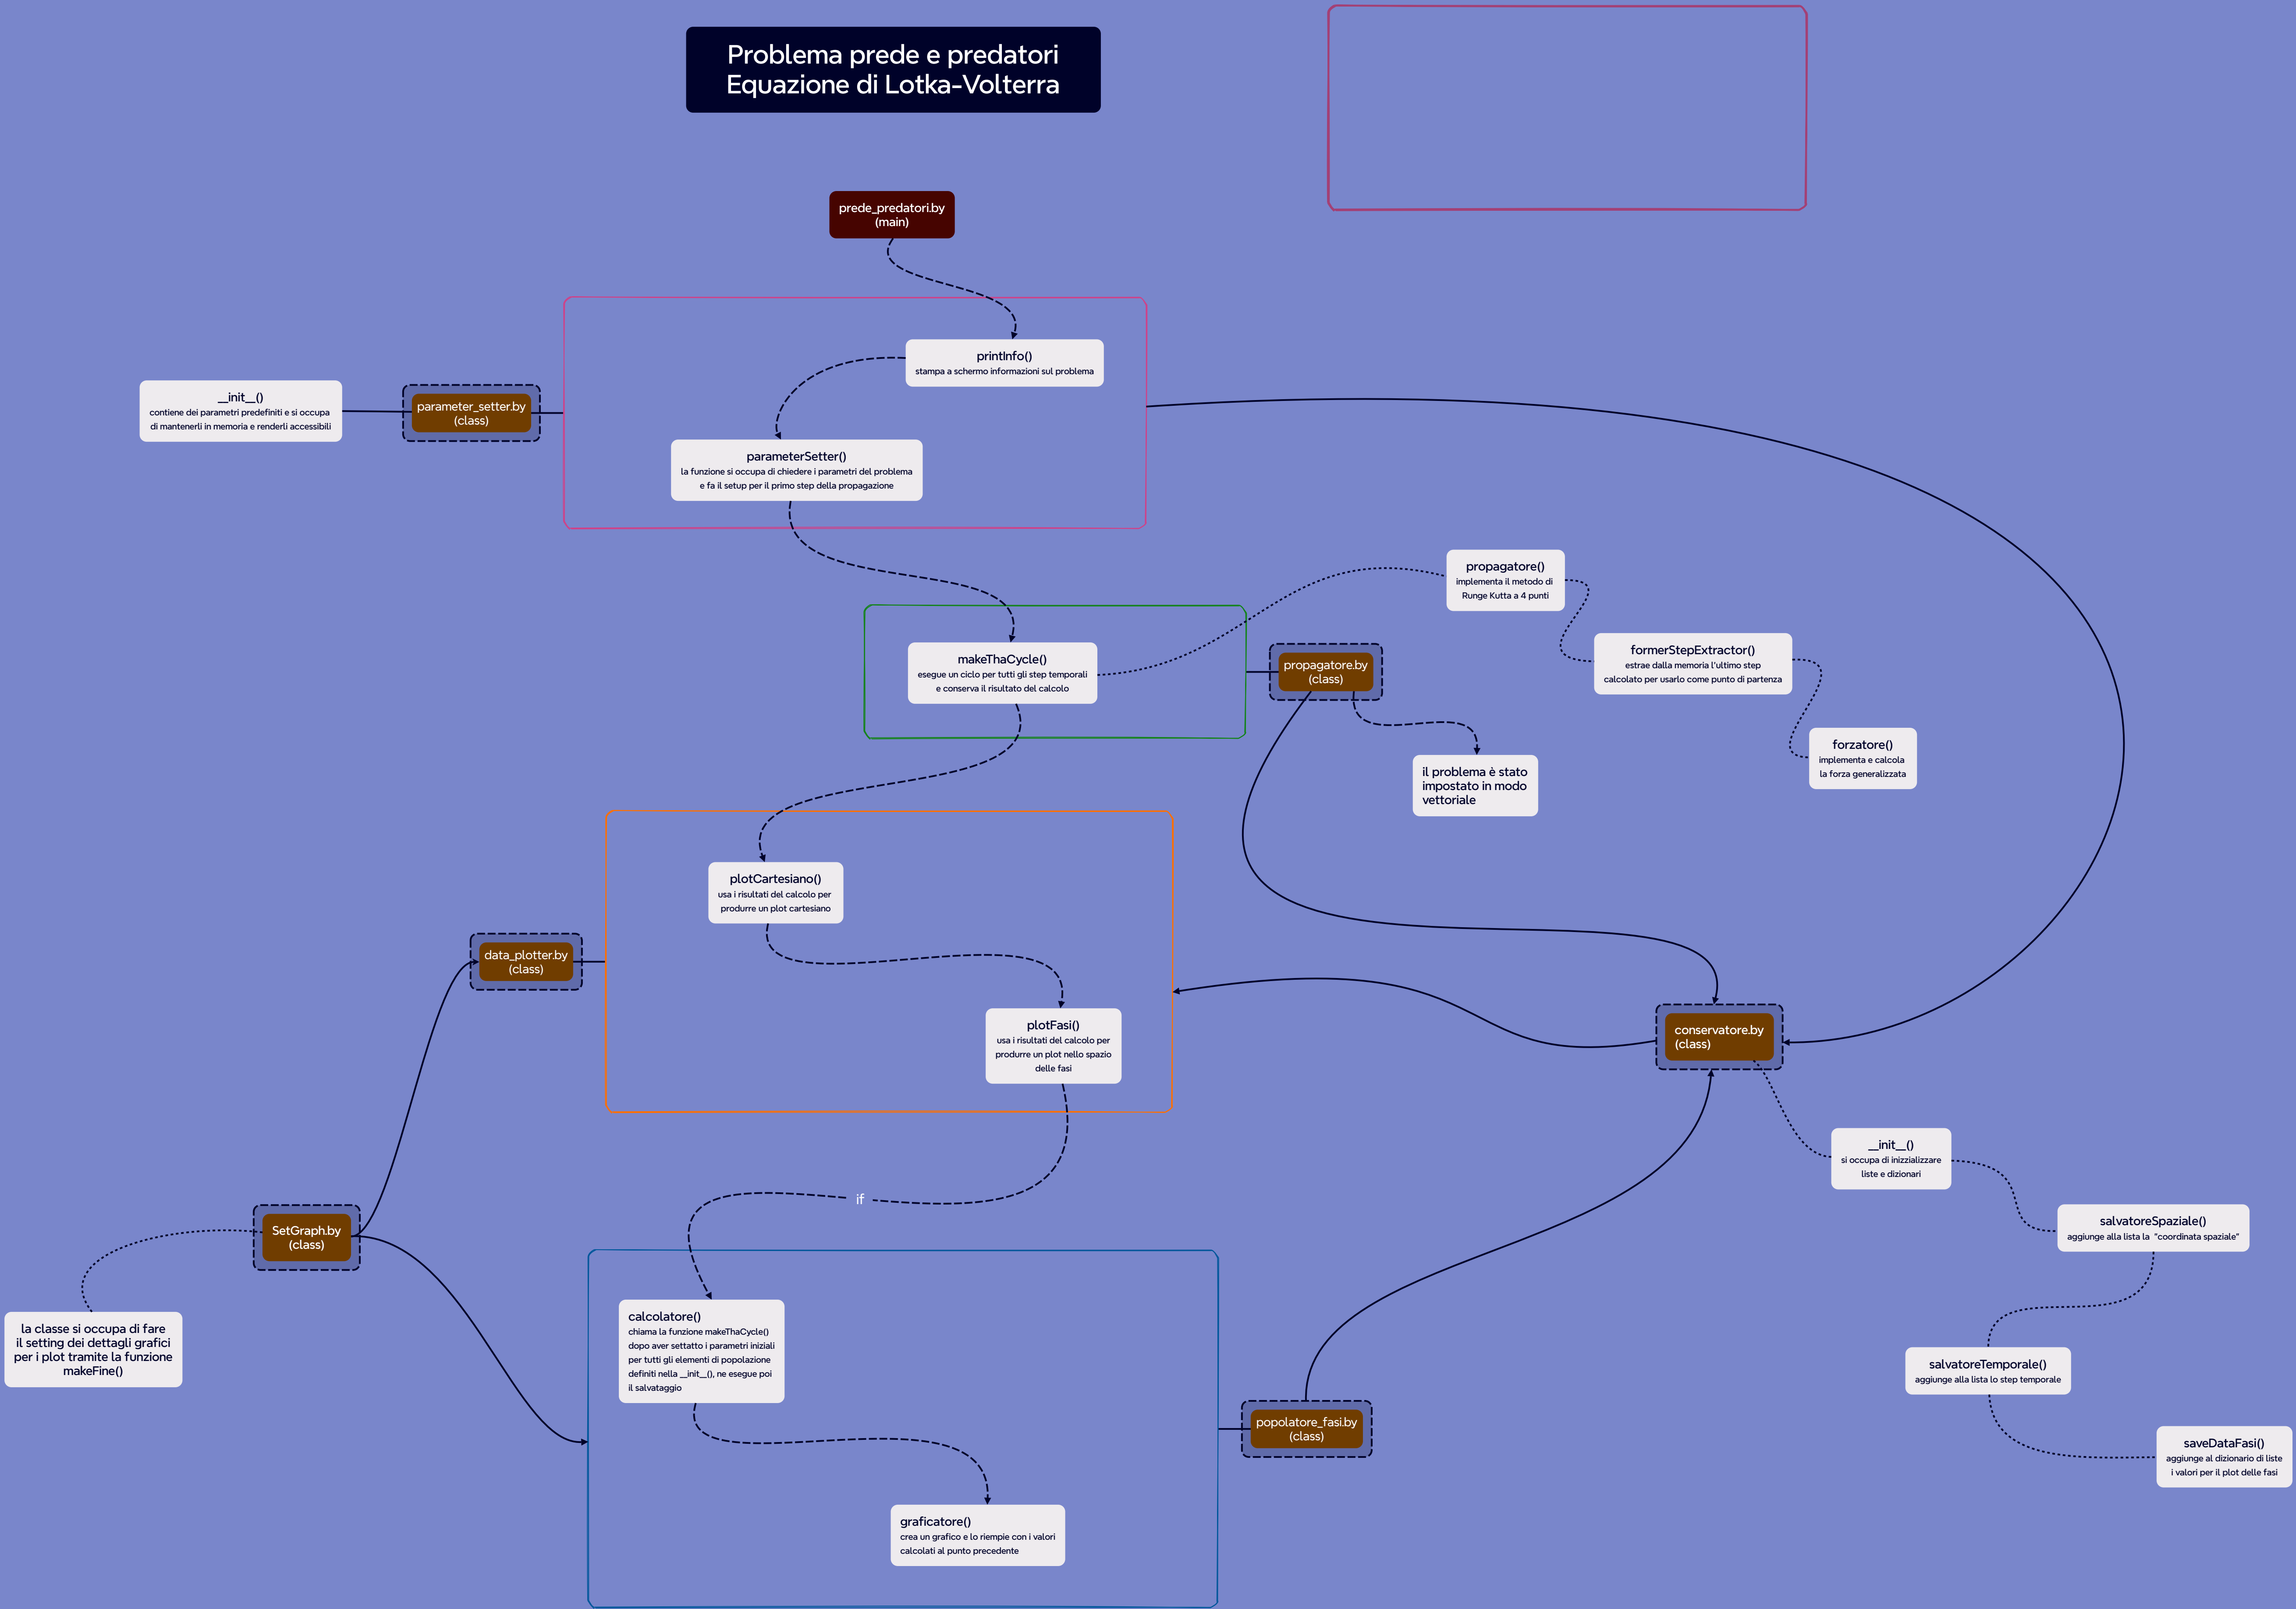 Problema prede e predatori
Equazione di Lotka-Volterra
prede_predatori.by
(main)
printInfo()
stampa a schermo informazioni sul problema
__init__()
contiene dei parametri predefiniti e si occupa
di mantenerli in memoria e renderli accessibili
parameter_setter.by
(class)
parameterSetter()
la funzione si occupa di chiedere i parametri del problema
e fa il setup per il primo step della propagazione
propagatore()
implementa il metodo di
Runge Kutta a 4 punti
makeThaCycle()
esegue un ciclo per tutti gli step temporali
e conserva il risultato del calcolo
propagatore.by
(class)
formerStepExtractor()
estrae dalla memoria l'ultimo step
calcolato per usarlo come punto di partenza
forzatore()
implementa e calcola
la forza generalizzata
il problema è stato
impostato in modo
vettoriale
plotCartesiano()
usa i risultati del calcolo per
produrre un plot cartesiano
data_plotter.by
(class)
plotFasi()
usa i risultati del calcolo per
produrre un plot nello spazio
delle fasi
conservatore.by
(class)
__init__()
si occupa di inizzializzare
liste e dizionari
if
SetGraph.by
(class)
salvatoreSpaziale()
aggiunge alla lista la "coordinata spaziale"
la classe si occupa di fare
il setting dei dettagli grafici
per i plot tramite la funzione
makeFine()
calcolatore()
chiama la funzione makeThaCycle()
dopo aver settatto i parametri iniziali
per tutti gli elementi di popolazione
definiti nella __init__(), ne esegue poi
il salvataggio
salvatoreTemporale()
aggiunge alla lista lo step temporale
popolatore_fasi.by
(class)
saveDataFasi()
aggiunge al dizionario di liste
i valori per il plot delle fasi
graficatore()
crea un grafico e lo riempie con i valori
calcolati al punto precedente